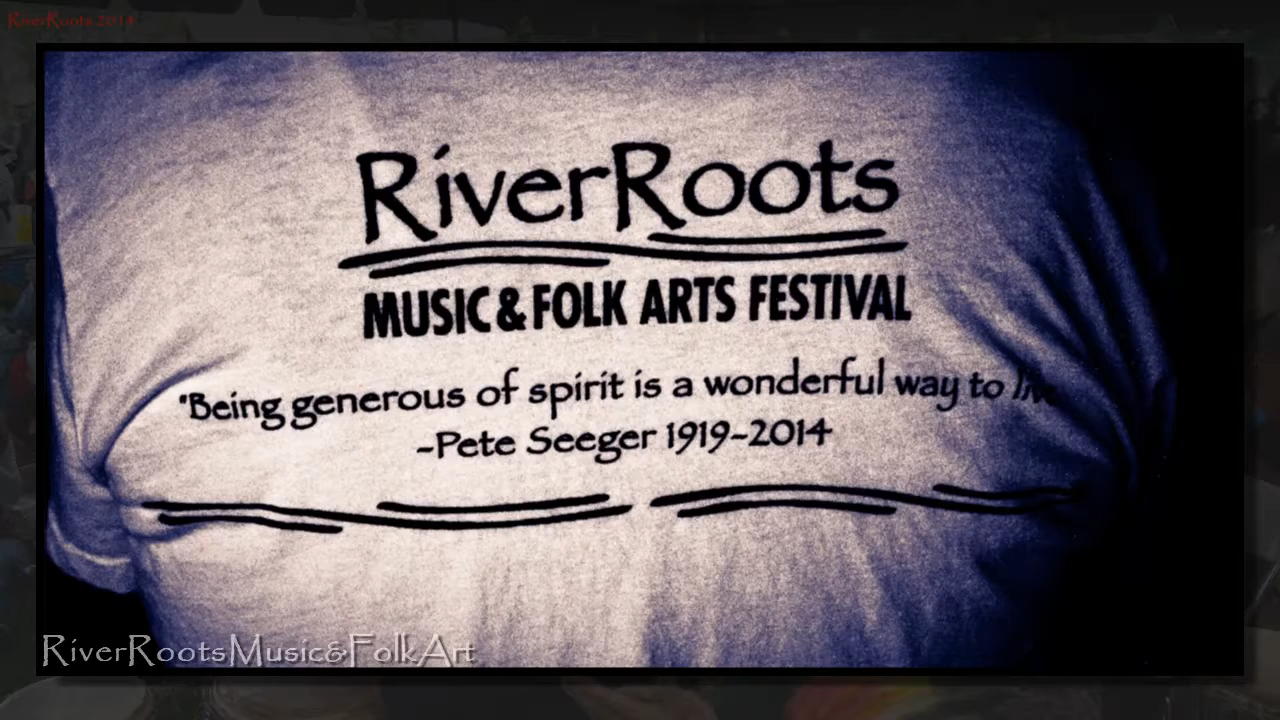 RiverRoots 2014
RiverRoots
MUSIC & FOLK ARTS FESTIVAL
"Being generous of spirit is a wonderful way to live
~Pete Seeger 1919-2014
RiverRootsMusic&FolkArt